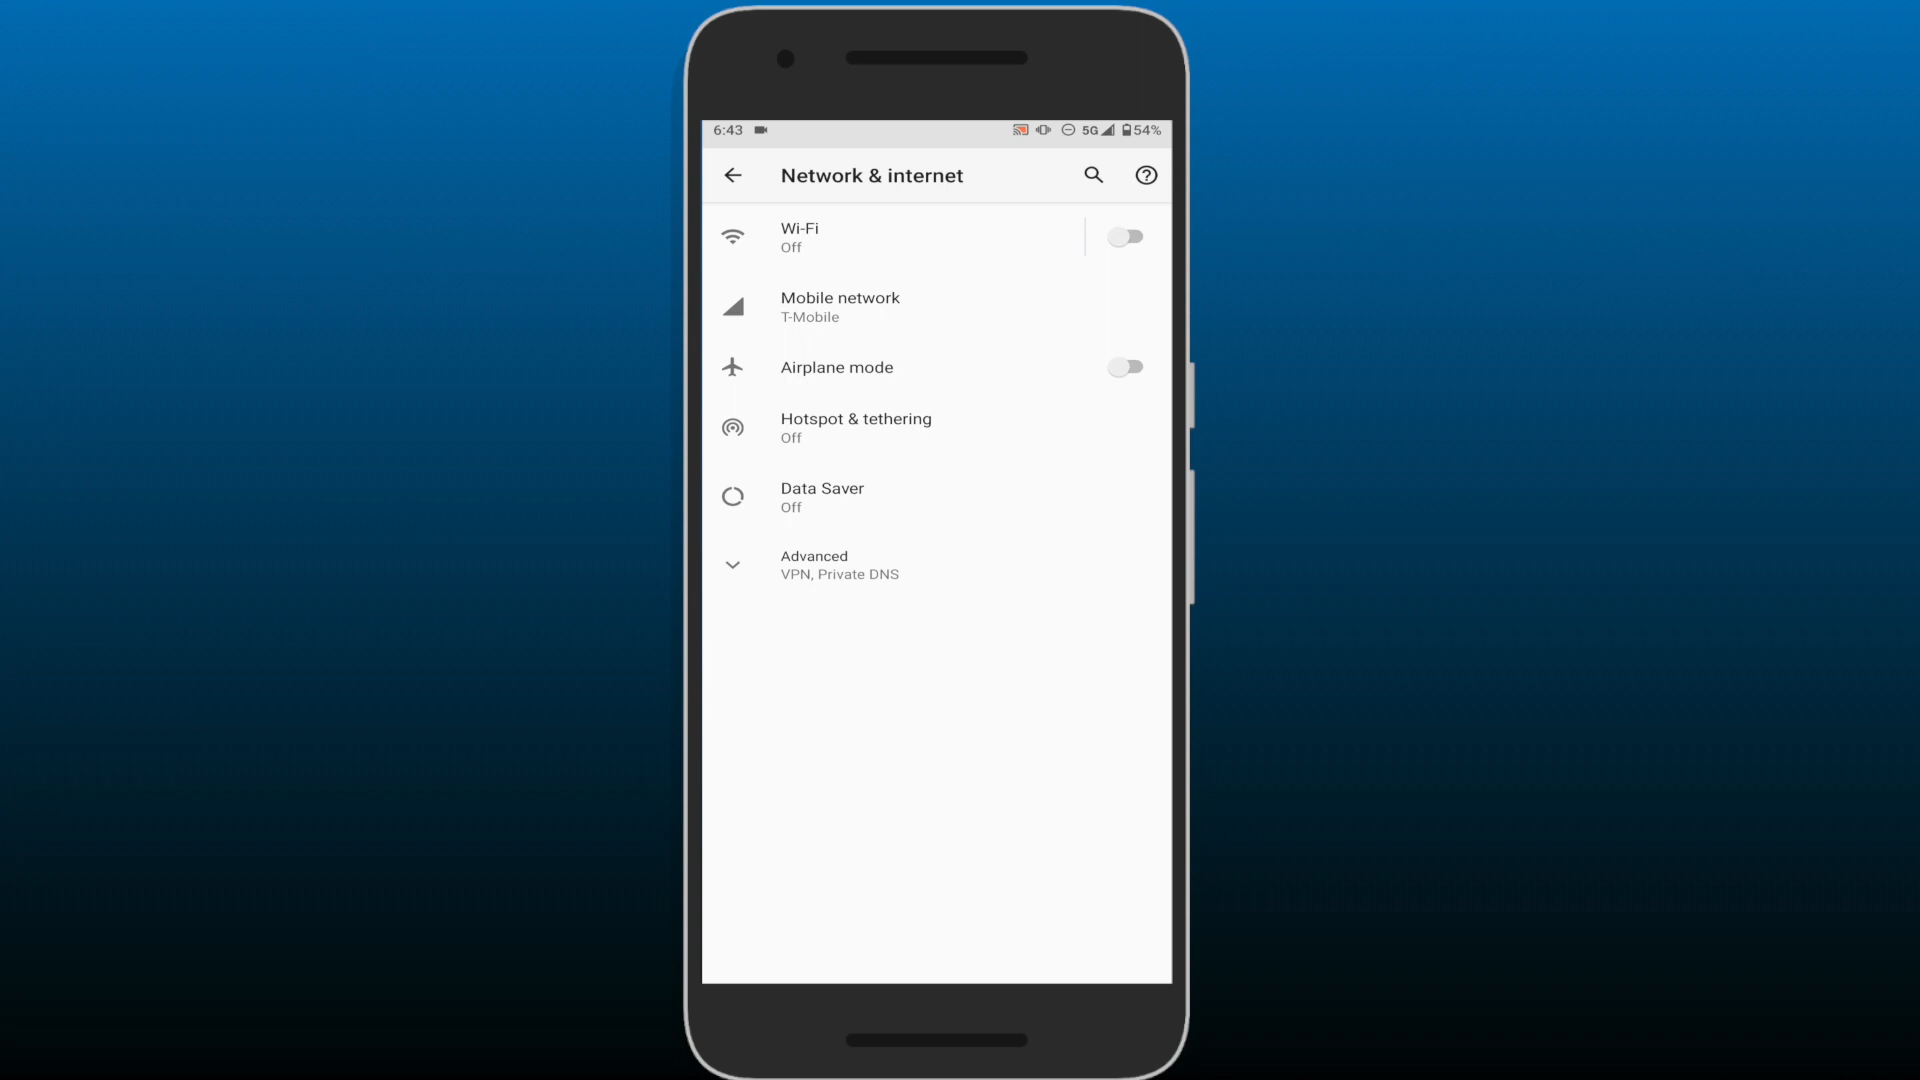 6:43 5G 54%
Network & internet
Wi-Fi
Off
Mobile network
T-Mobile
Airplane mode
Hotspot & tethering
Off
Data Saver
Off
Advanced
VPN, Private DNS